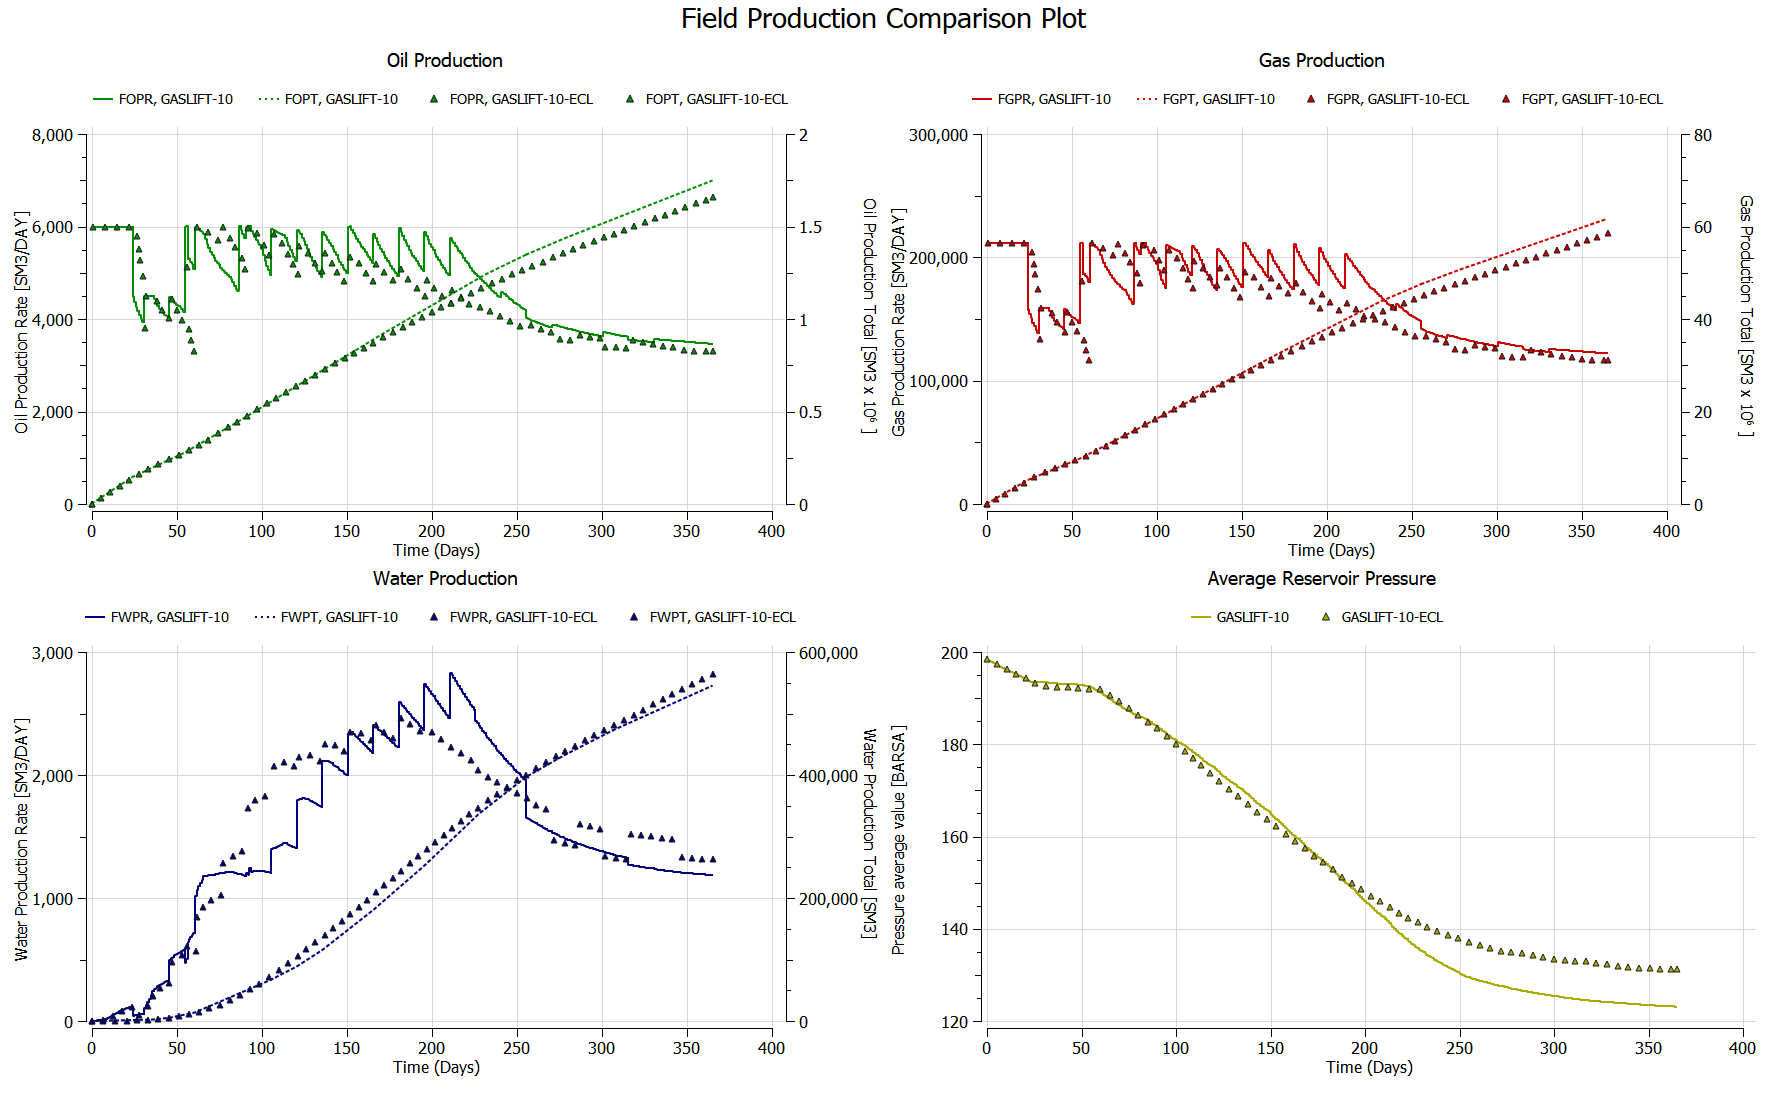 Field Production Comparison Plot
Oil Production
FOPR, GASLIFT-10
FOPT, GASLIFT-10
FOPR, GASLIFT-10-ECL
FOPT, GASLIFT-10-ECL
8,000
6,000
4,000
2,000
0
Oil Production Rate [SM3/DAY]
2
1.5
1
0.5
0
Oil Production Total [SM3 x 10⁶ ]
0 50 100 150 200 250 300 350 400
Time (Days)
Gas Production
FGPR, GASLIFT-10
FGPT, GASLIFT-10
FGPR, GASLIFT-10-ECL
FGPT, GASLIFT-10-ECL
300,000
200,000
100,000
0
Gas Production Rate [SM3/DAY]
80
60
40
20
0
Gas Production Total [SM3 x 10⁶ ]
0 50 100 150 200 250 300 350 400
Time (Days)
Water Production
FWPR, GASLIFT-10
FWPT, GASLIFT-10
FWPR, GASLIFT-10-ECL
FWPT, GASLIFT-10-ECL
3,000
2,000
1,000
0
Water Production Rate [SM3/DAY]
600,000
400,000
200,000
0
Water Production Total [SM3]
0 50 100 150 200 250 300 350 400
Time (Days)
Average Reservoir Pressure
GASLIFT-10
GASLIFT-10-ECL
200
180
160
140
120
Pressure average value [BARSA]
0 50 100 150 200 250 300 350 400
Time (Days)